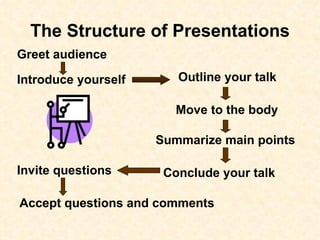 The Structure of Presentations
Greet audience
Introduce yourself
Outline your talk
Move to the body
Summarize main points
Conclude your talk
Invite questions
Accept questions and comments